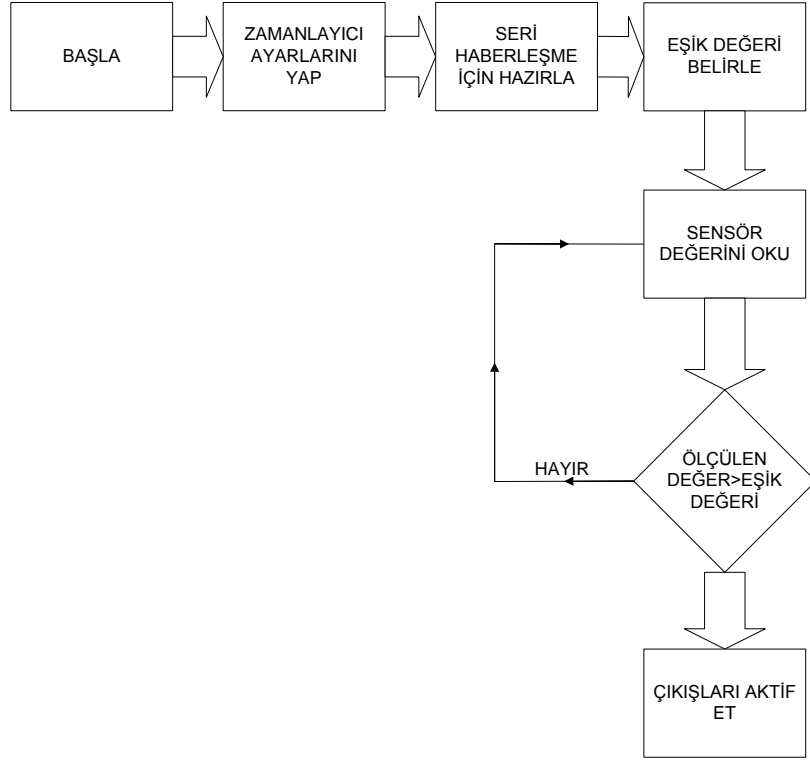 BAŞLA
ZAMANLAYICI
AYARLARINI
YAP
SERİ
HABERLEŞME
İÇİN HAZIRLA
EŞİK DEĞERİ
BELİRLE
SENSÖR
DEĞERİNİ OKU
HAYIR
ÖLÇÜLEN
DEĞER>EŞİK
DEĞERİ
ÇIKIŞLARI AKTİF
ET